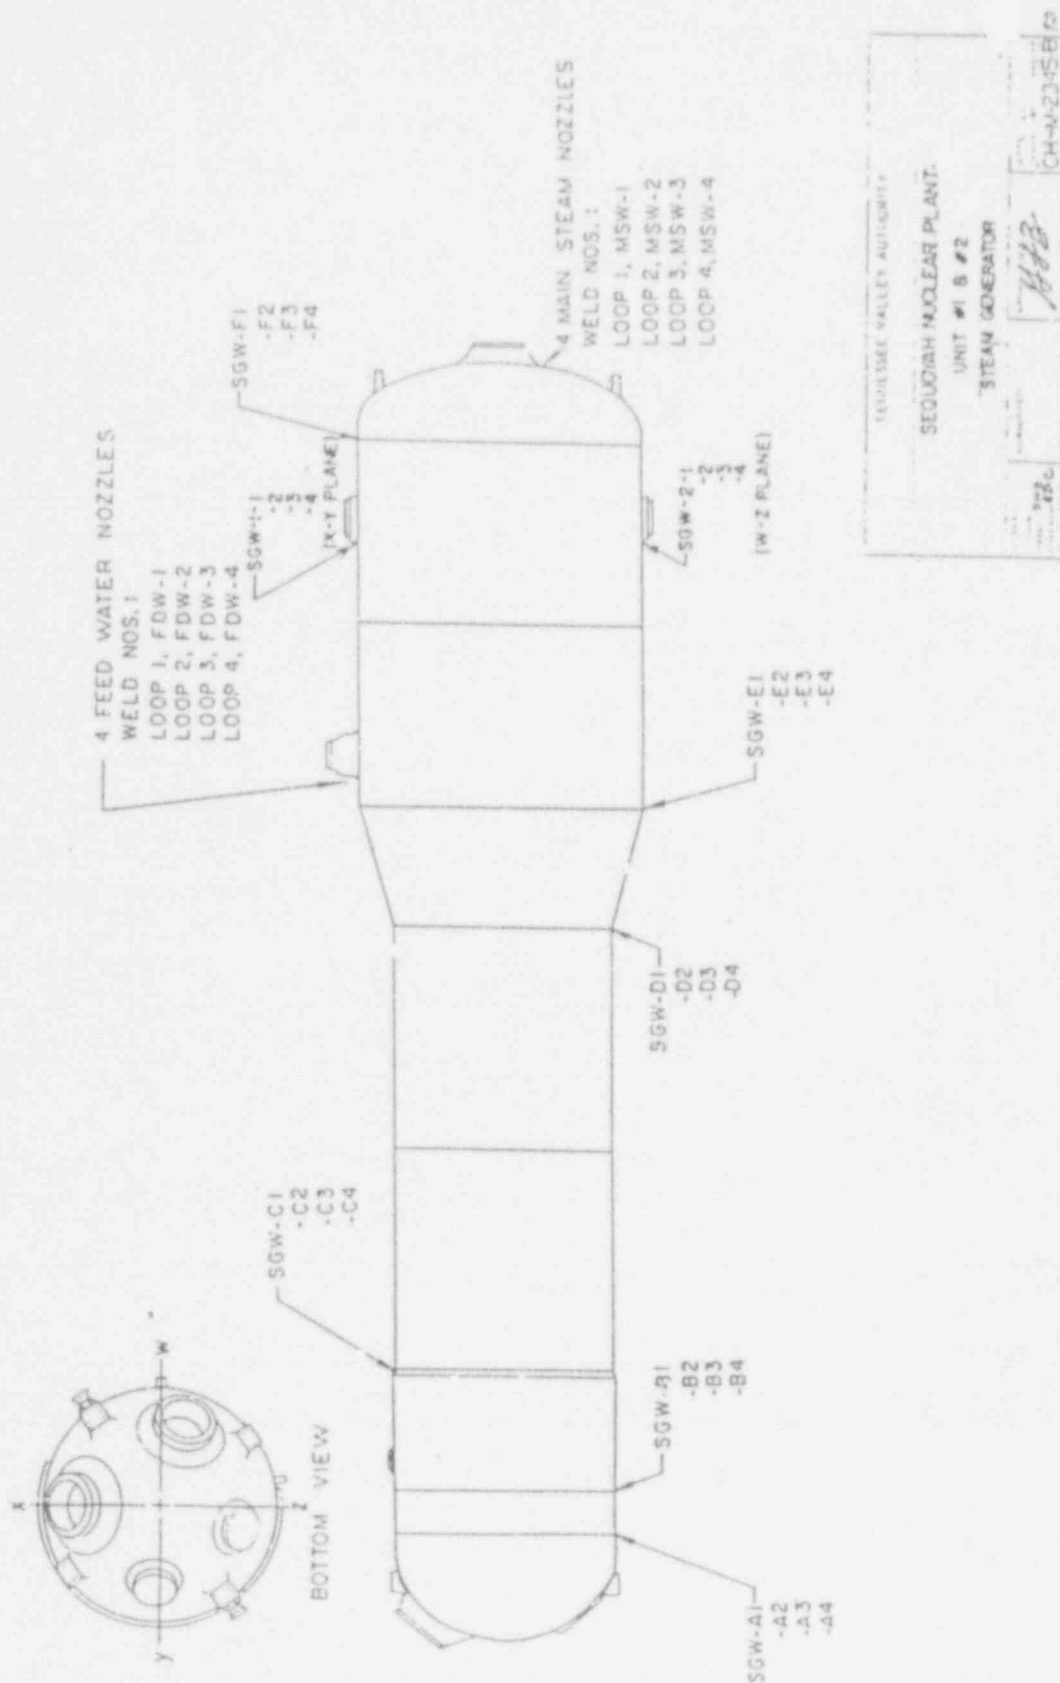 4 FEED WATER NOZZLES
WELD NOS. :
LOOP 1, FDW-1
LOOP 2, FDW-2
LOOP 3, FDW-3
LOOP 4, FDW-4
SGW-1-1
-2
-3
-4
(X-Y PLANE)
SGW-F1
-F2
-F3
-F4
4 MAIN STEAM NOZZLES
WELD NOS. :
LOOP 1, MSW-1
LOOP 2, MSW-2
LOOP 3, MSW-3
LOOP 4, MSW-4
SGW-2-1
-2
-3
-4
(W-Z PLANE)
SGW-E1
-E2
-E3
-E4
SGW-D1
-D2
-D3
-D4
SGW-C1
-C2
-C3
-C4
SGW-B1
-B2
-B3
-B4
SGW-A1
-A2
-A3
-A4
X
W
Z
y
BOTTOM VIEW
TENNESSEE VALLEY AUTHORITY
SEQUOYAH NUCLEAR PLANT
UNIT #1 & #2
STEAM GENERATOR